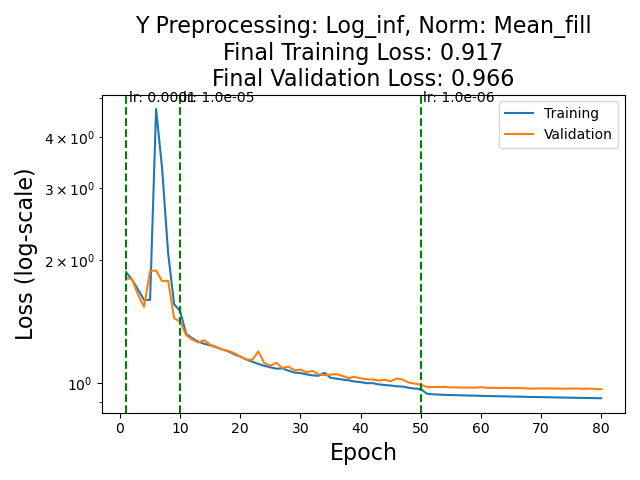 Y Preprocessing: Log_inf, Norm: Mean_fill
Final Training Loss: 0.917
Final Validation Loss: 0.966
lr: 0.0001
lr: 1.0e-05
lr: 1.0e-06
Training
Validation
4 × 10⁰
3 × 10⁰
2 × 10⁰
10⁰
Loss (log-scale)
0 10 20 30 40 50 60 70 80
Epoch